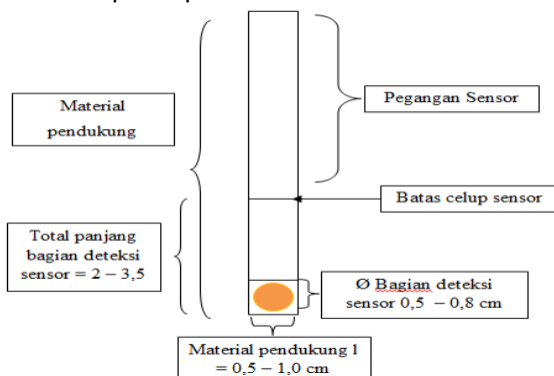 Material
pendukung
Pegangan Sensor
Batas celup sensor
Total panjang
bagian deteksi
sensor = 2 – 3,5
Ø Bagian deteksi
sensor 0,5 – 0,8 cm
Material pendukung l
= 0,5 – 1,0 cm